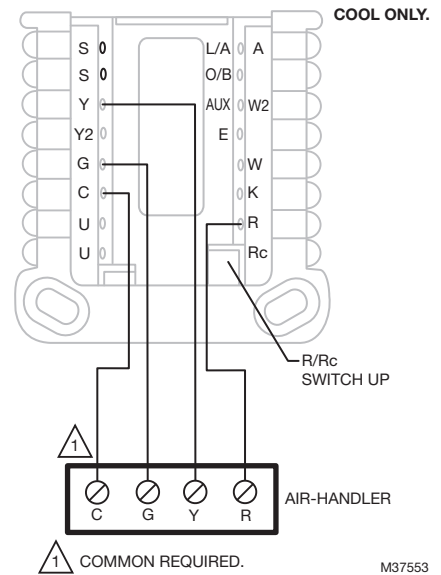 COOL ONLY.
S L/A A
S O/B
Y AUX W2
Y2 E
G W
C K
U R
U Rc
R/Rc
SWITCH UP
1
C G Y R
AIR-HANDLER
1 COMMON REQUIRED.
M37553